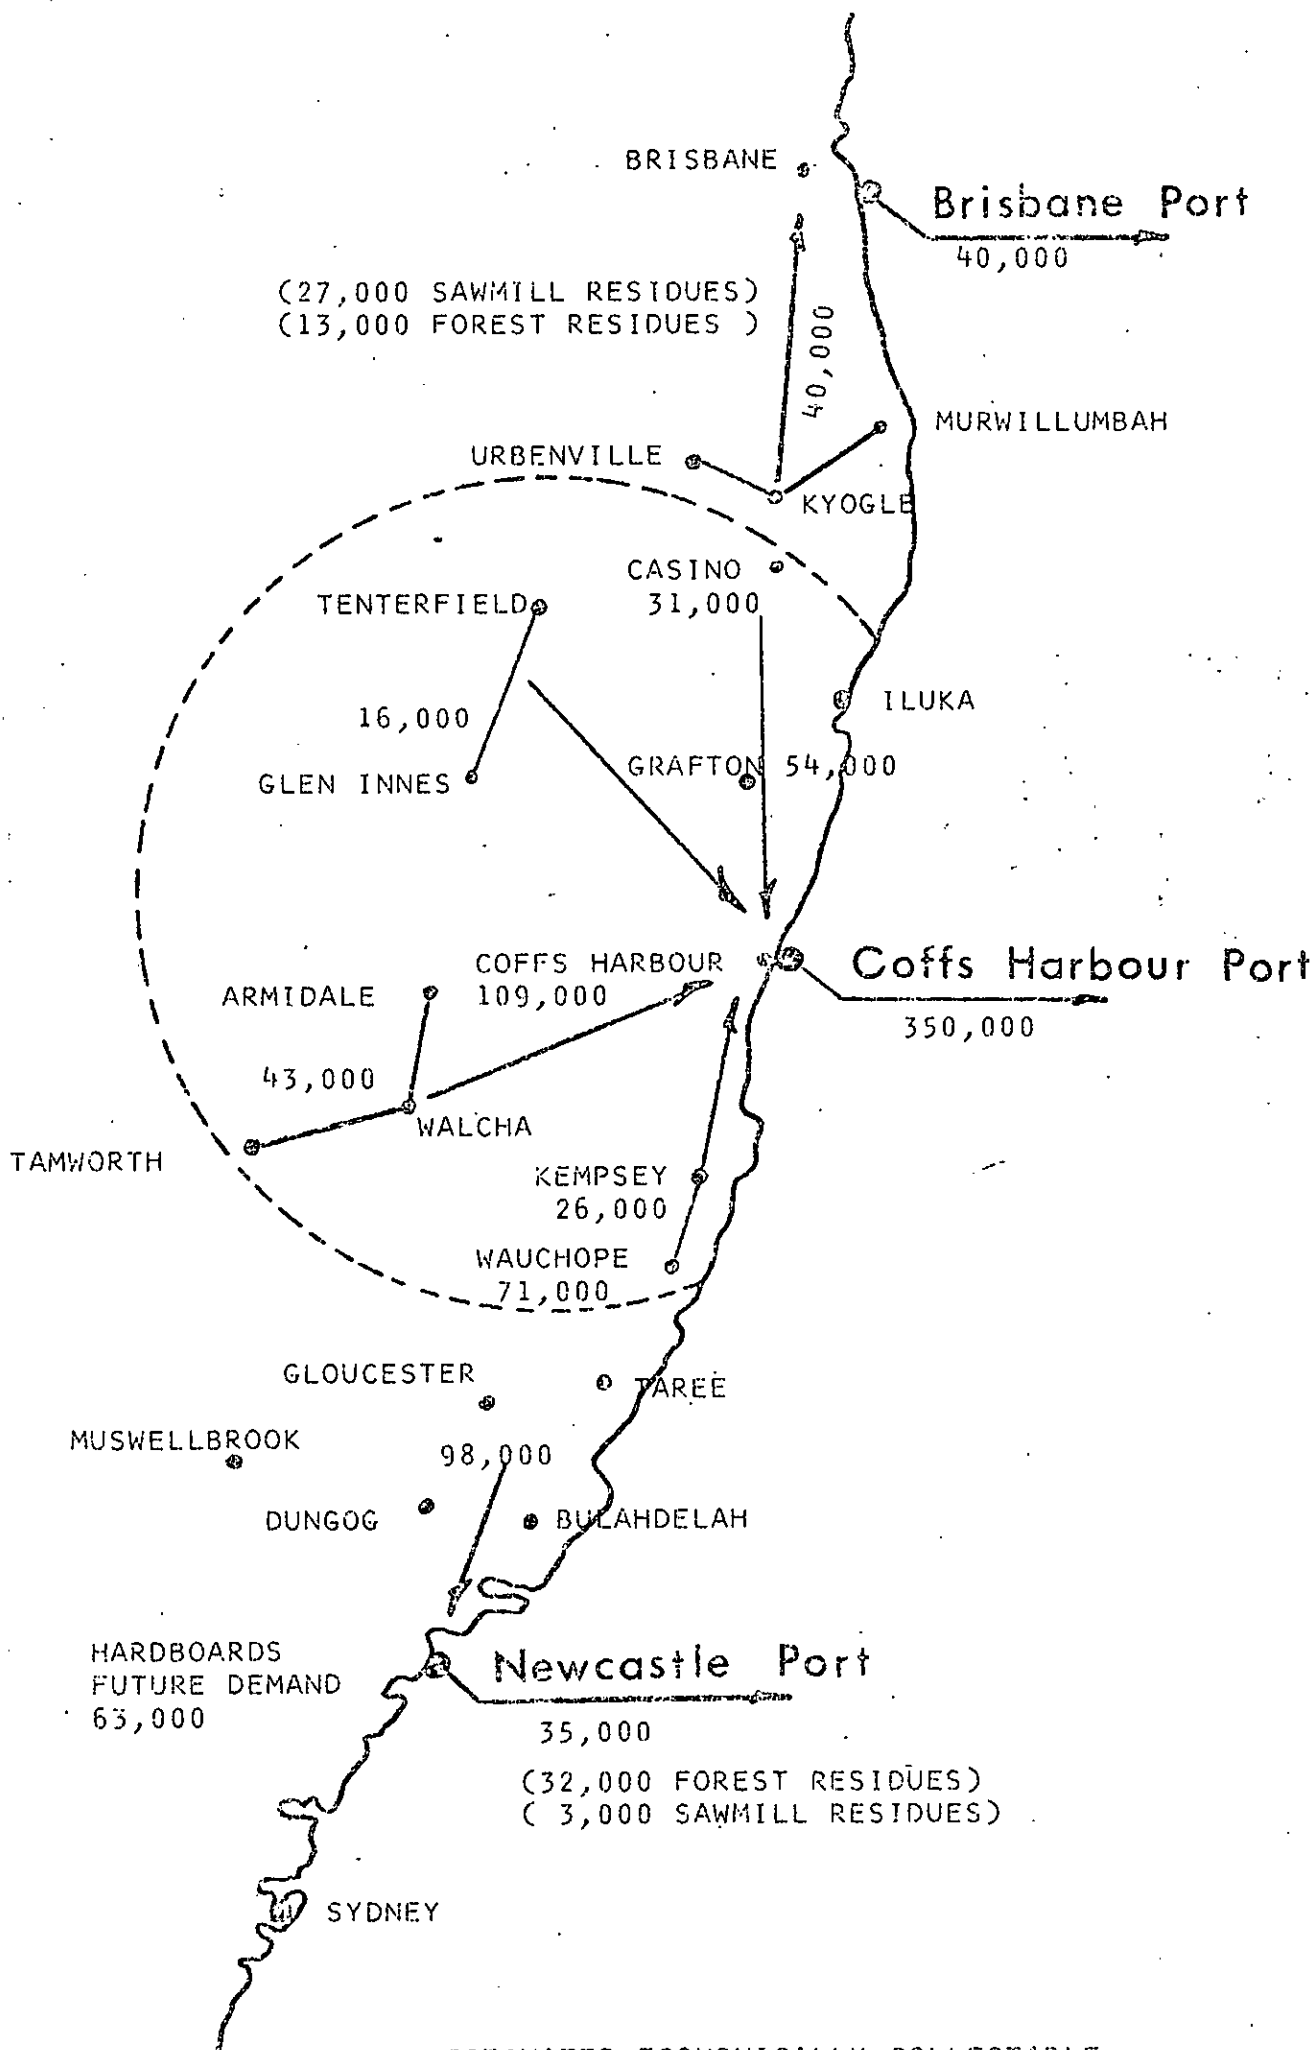 BRISBANE
Brisbane Port
40,000
(27,000 SAWMILL RESIDUES)
(13,000 FOREST RESIDUES )
40,000
MURWILLUMBAH
URBENVILLE
KYOGLE
CASINO
31,000
TENTERFIELD
ILUKA
16,000
GRAFTON 54,000
GLEN INNES
COFFS HARBOUR
109,000
Coffs Harbour Port
350,000
ARMIDALE
43,000
WALCHA
TAMWORTH
KEMPSEY
26,000
WAUCHOPE
71,000
GLOUCESTER
TAREE
MUSWELLBROOK
98,000
DUNGOG
BULAHDELAH
HARDBOARDS
FUTURE DEMAND
63,000
Newcastle Port
35,000
(32,000 FOREST RESIDUES)
( 3,000 SAWMILL RESIDUES)
SYDNEY